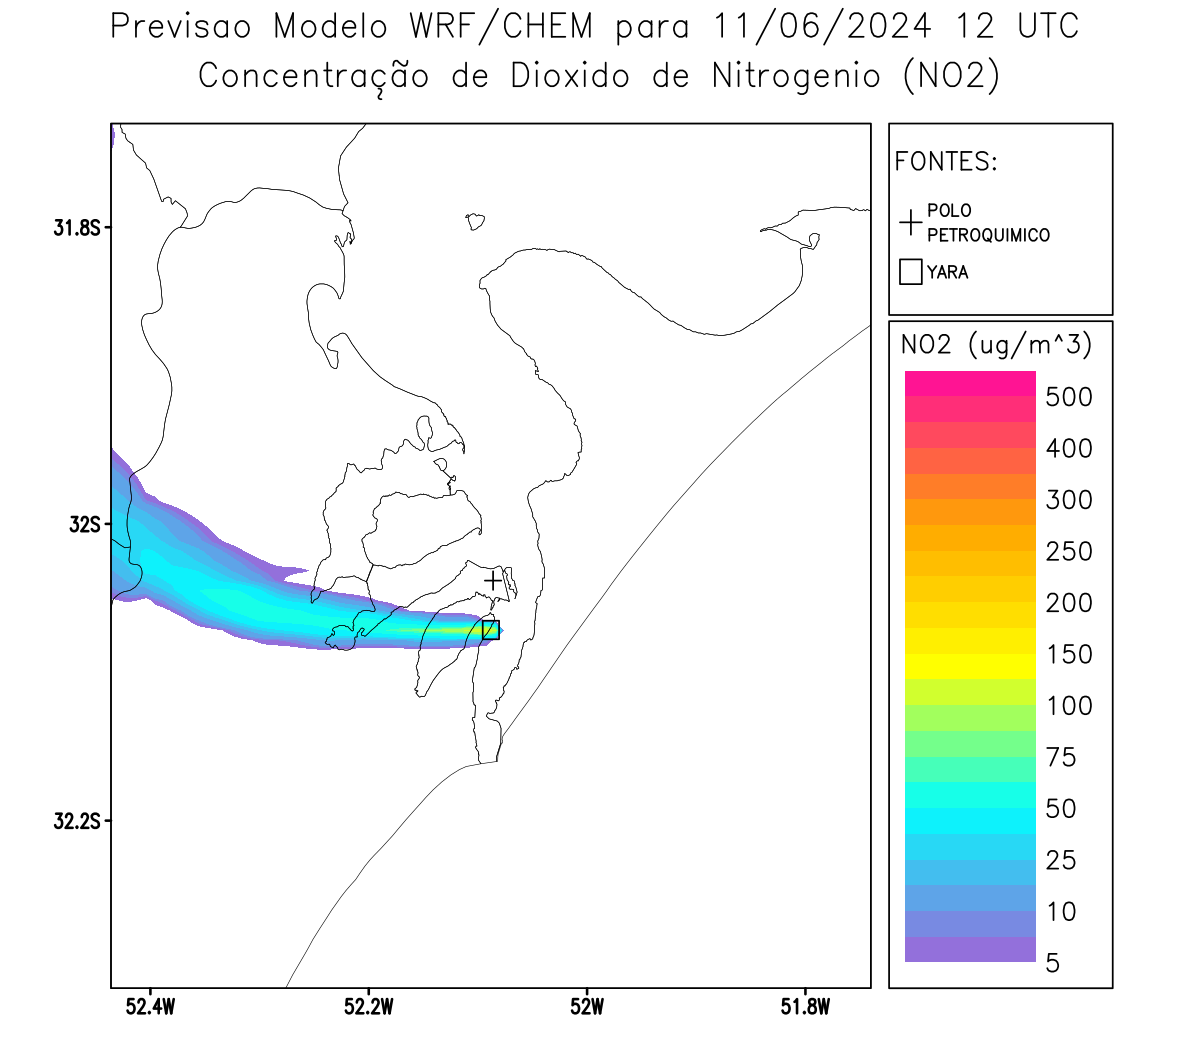 Previsao Modelo WRF/CHEM para 11/06/2024 12 UTC
Concentração de Dioxido de Nitrogenio (NO2)
FONTES:
POLO
PETROQUIMICO
YARA
NO2 (ug/m^3)
500
400
300
250
200
150
100
75
50
25
10
5
31.8S
32S
32.2S
52.4W 52.2W 52W 51.8W